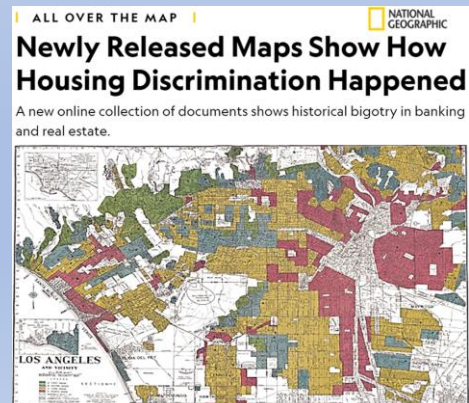 ALL OVER THE MAP
NATIONAL
GEOGRAPHIC
Newly Released Maps Show How
Housing Discrimination Happened
A new online collection of documents shows historical bigotry in banking
and real estate.
LOS ANGELES
AND VICINITY